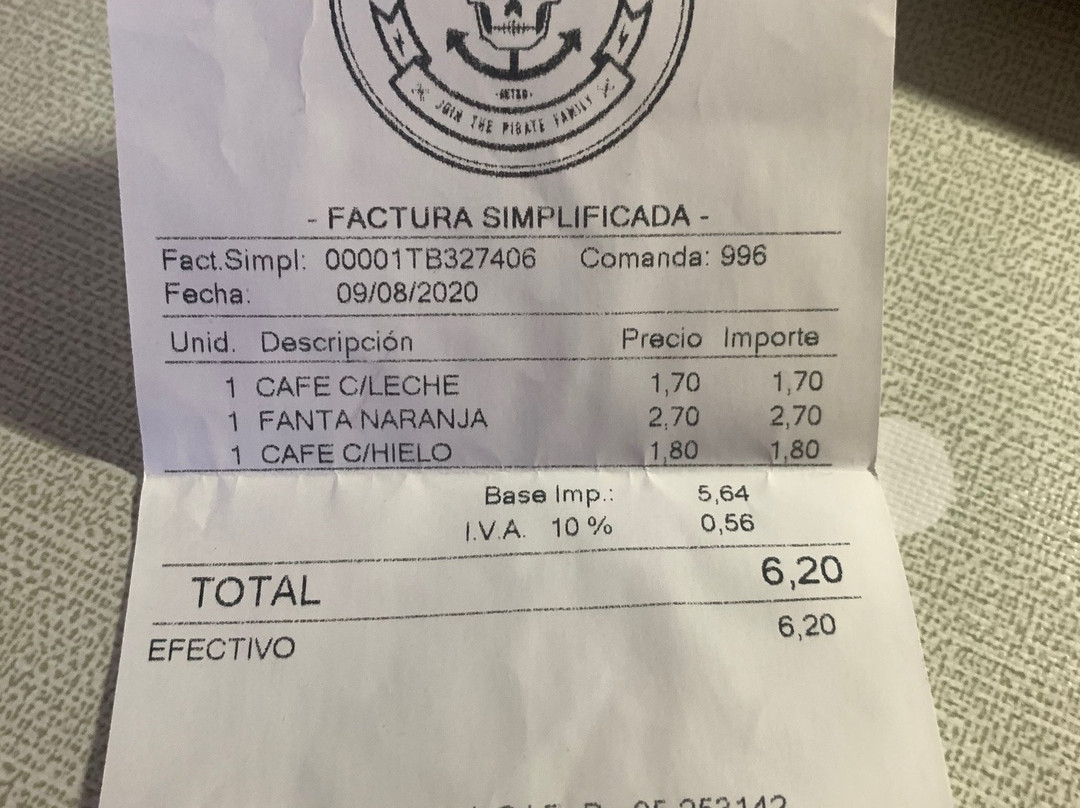 JOIN THE PIRATE FAMILY
- FACTURA SIMPLIFICADA -
Fact.Simpl: 00001TB327406 Comanda: 996
Fecha: 09/08/2020
Unid. Descripción Precio Importe
1 CAFE C/LECHE 1,70 1,70
1 FANTA NARANJA 2,70 2,70
1 CAFE C/HIELO 1,80 1,80
Base Imp.: 5,64
I.V.A. 10 % 0,56
TOTAL 6,20
EFECTIVO 6,20